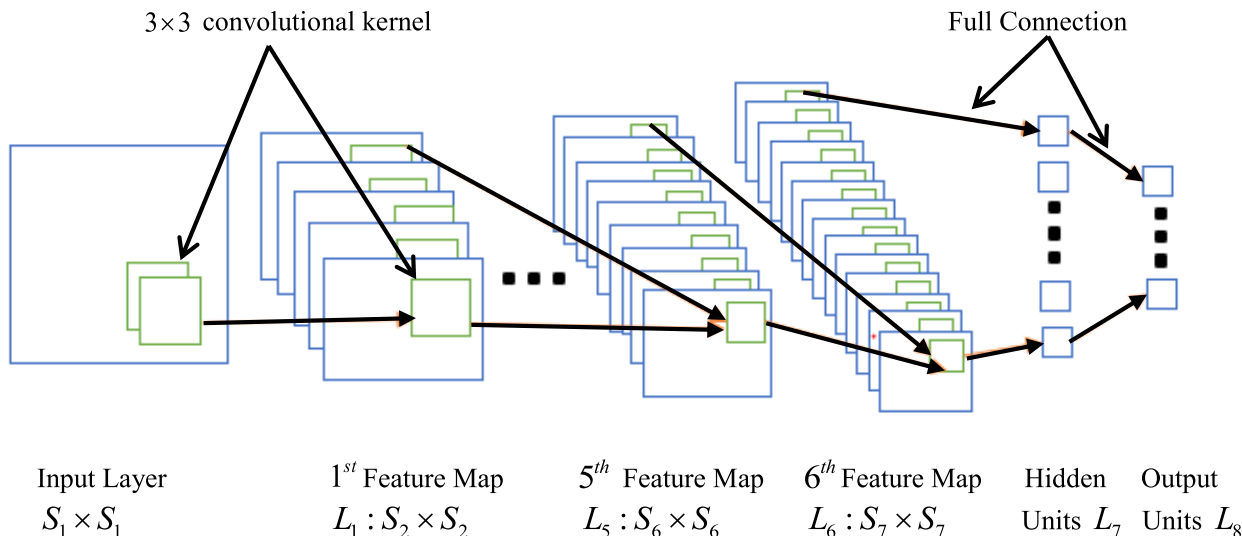 3×3 convolutional kernel
Full Connection
Input Layer
S₁ × S₁
1ˢᵗ Feature Map
L₁ : S₂ × S₂
5ᵗʰ Feature Map
L₅ : S₆ × S₆
6ᵗʰ Feature Map
L₆ : S₇ × S₇
Hidden
Units L₇
Output
Units L₈